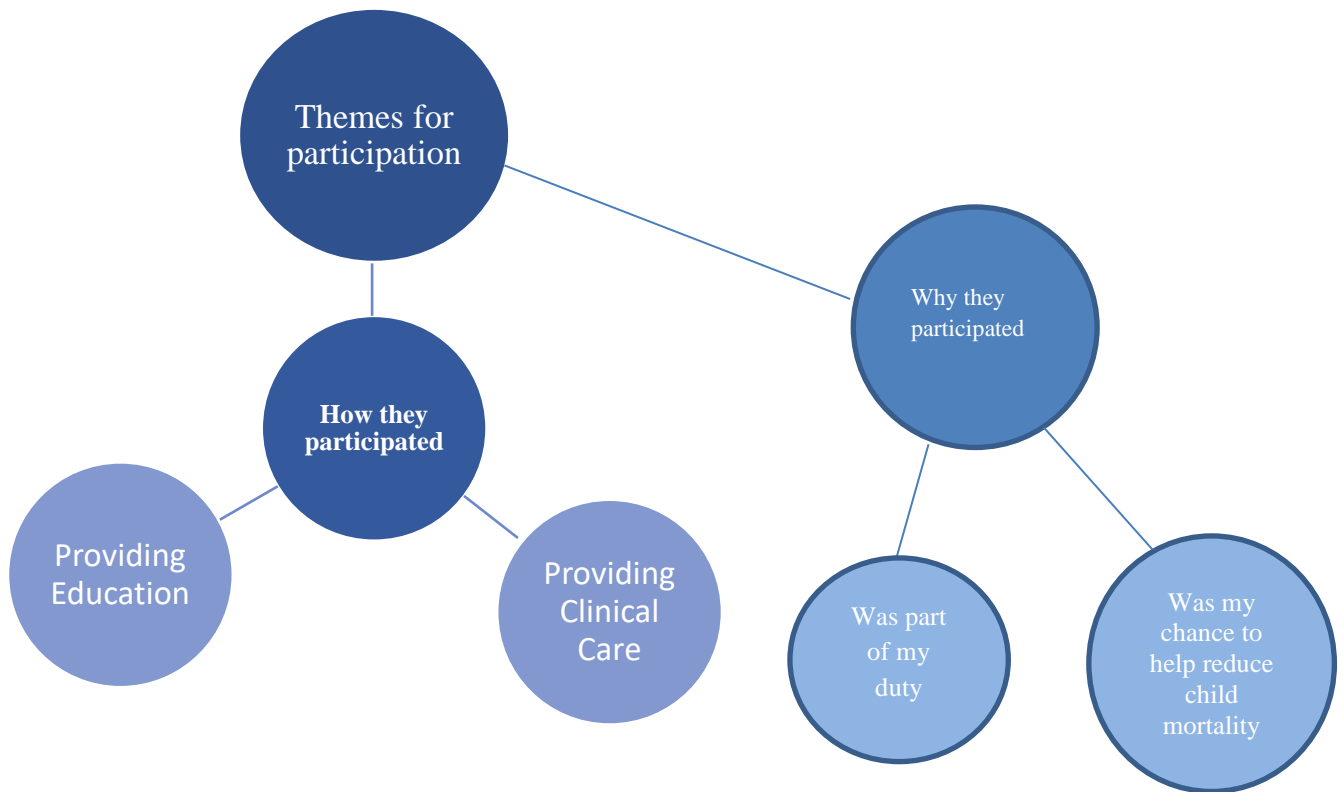 Themes for
participation
Why they
participated
How they
participated
Providing
Education
Providing
Clinical
Care
Was part
of my
duty
Was my
chance to
help reduce
child
mortality